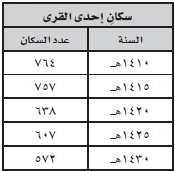 سكان إحدى القرى
السنة عدد السكان
١٤١٠هـ ٧٦٤
١٤١٥هـ ٧٥٧
١٤٢٠هـ ٦٣٨
١٤٢٥هـ ٦٠٧
١٤٣٠هـ ٥٧٢